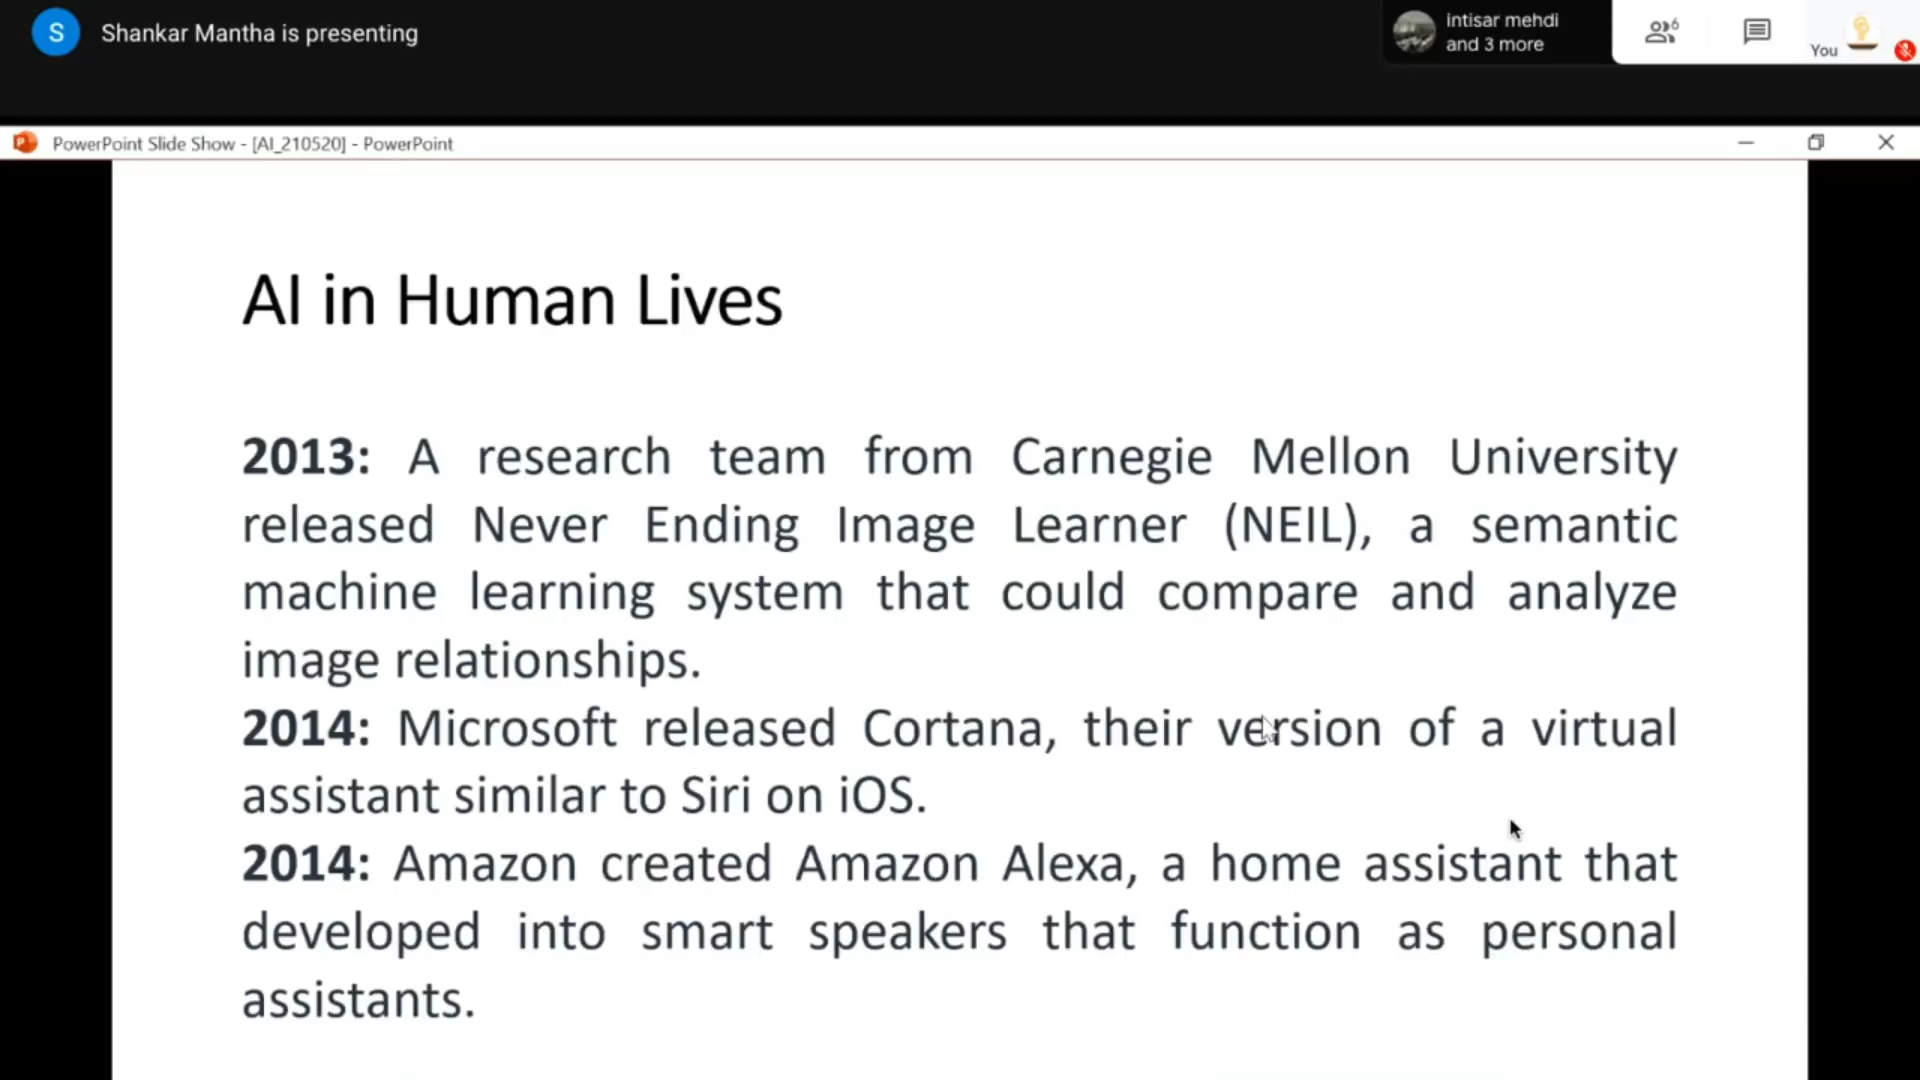 S
Shankar Mantha is presenting
intisar mehdi
and 3 more
6
You
PowerPoint Slide Show - [AI_210520] - PowerPoint
AI in Human Lives
2013: A research team from Carnegie Mellon University
released Never Ending Image Learner (NEIL), a semantic
machine learning system that could compare and analyze
image relationships.
2014: Microsoft released Cortana, their version of a virtual
assistant similar to Siri on iOS.
2014: Amazon created Amazon Alexa, a home assistant that
developed into smart speakers that function as personal
assistants.